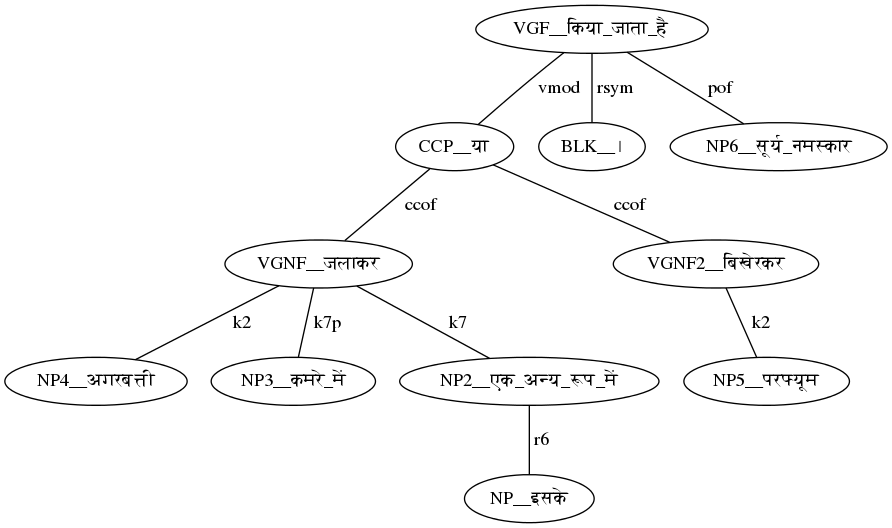 VGF__किया_जाता_है
vmod rsym pof
CCP__या BLK__। NP6__सूर्य_नमस्कार
ccof ccof
VGNF__जलाकर VGNF2__बिखेरकर
k2 k7p k7 k2
NP4__अगरबत्ती NP3__कमरे_में NP2__एक_अन्य_रूप_में NP5__परफ्यूम
r6
NP__इसके